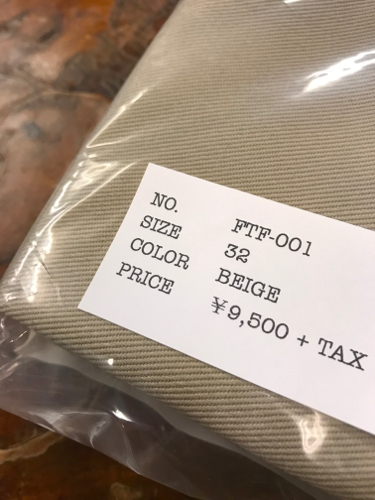 NO. FTF-001
SIZE 32
COLOR BEIGE
PRICE ¥9,500 + TAX